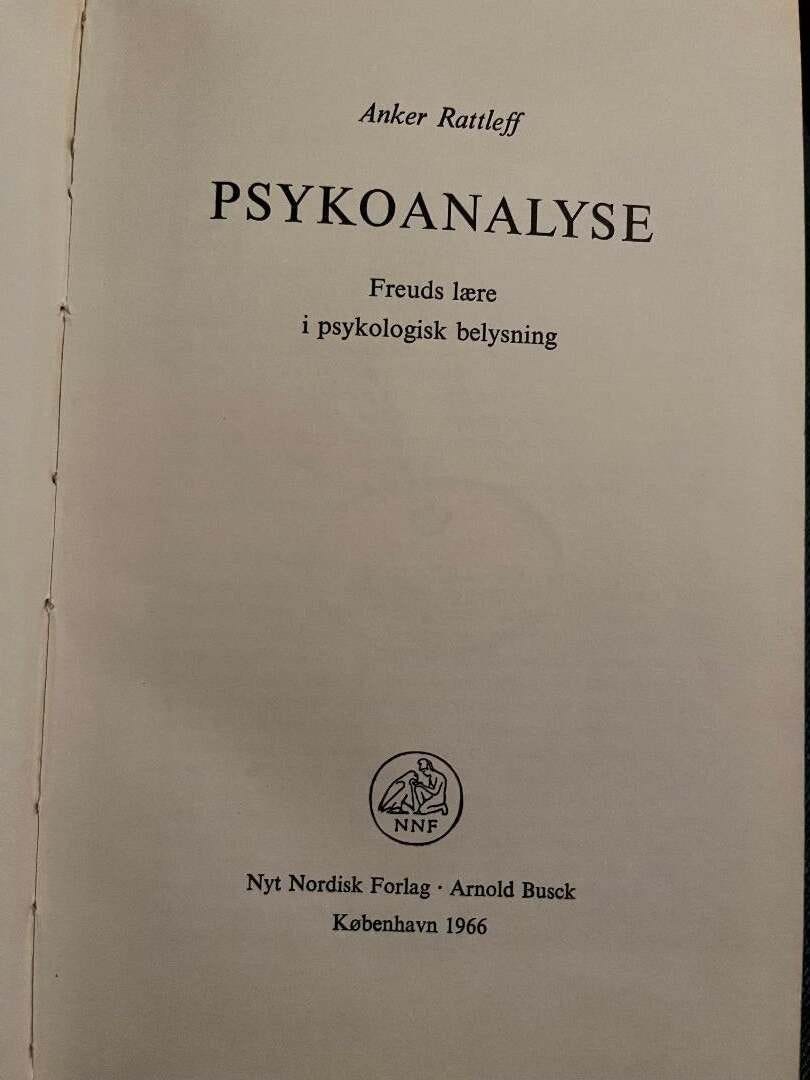 Anker Rattleff
PSYKOANALYSE
Freuds lære
i psykologisk belysning
NNF
Nyt Nordisk Forlag · Arnold Busck
København 1966